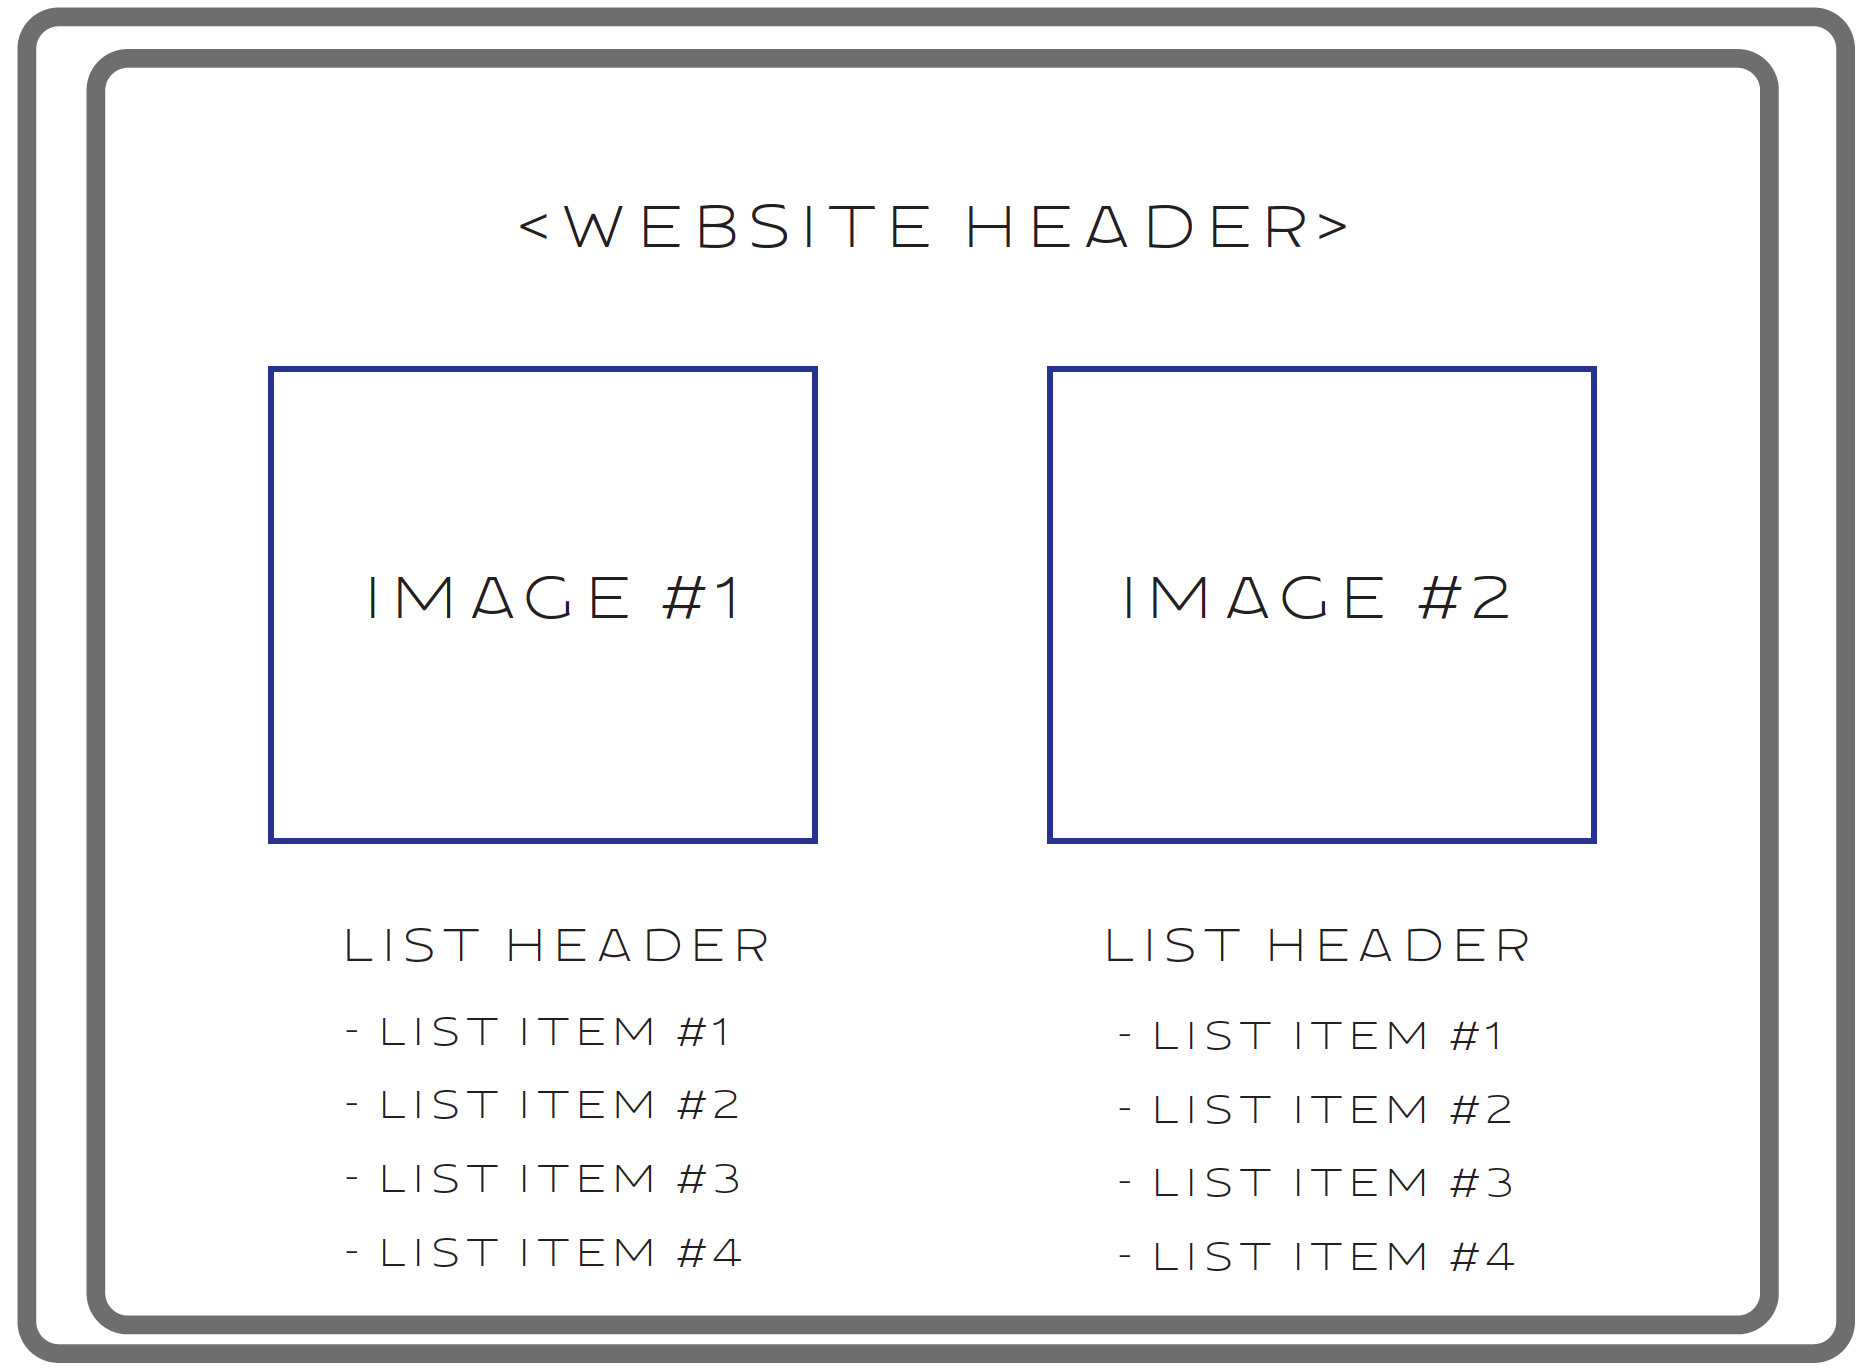 <WEBSITE HEADER>
IMAGE #1
IMAGE #2
LIST HEADER
- LIST ITEM #1
- LIST ITEM #2
- LIST ITEM #3
- LIST ITEM #4
LIST HEADER
- LIST ITEM #1
- LIST ITEM #2
- LIST ITEM #3
- LIST ITEM #4